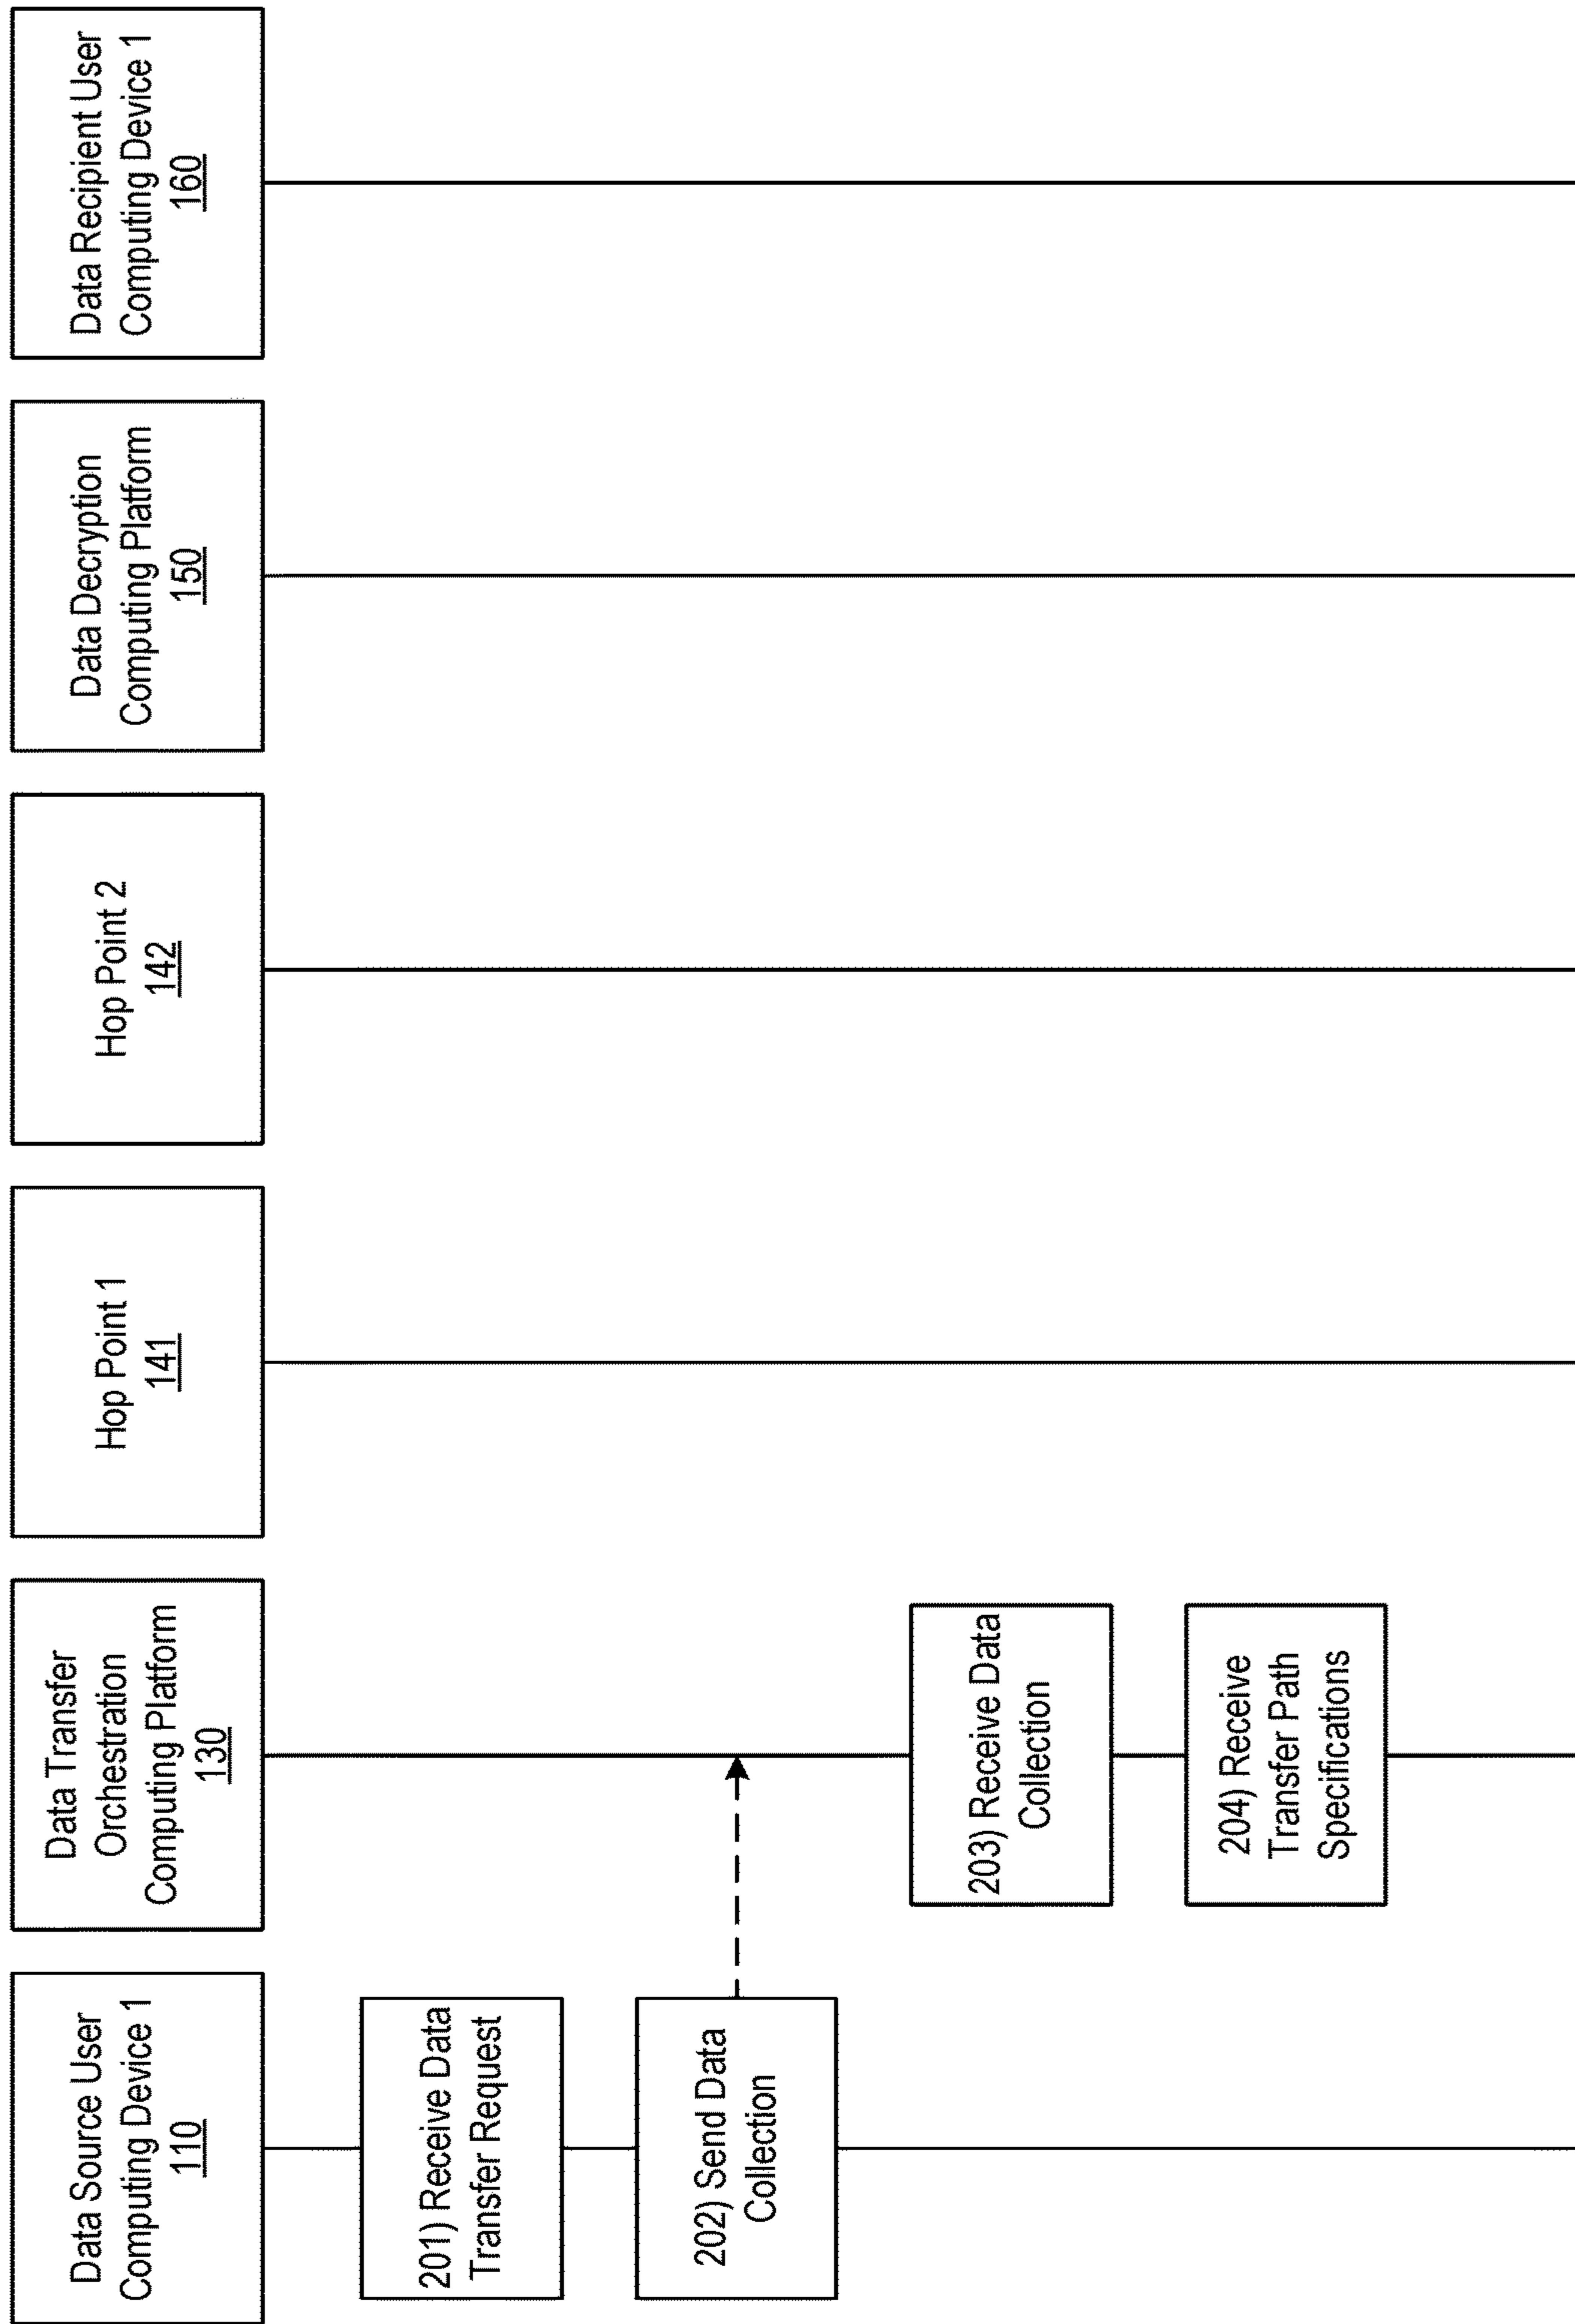 Data Source User
Computing Device 1
110
Data Transfer
Orchestration
Computing Platform
130
Hop Point 1
141
Hop Point 2
142
Data Decryption
Computing Platform
150
Data Recipient User
Computing Device 1
160
201) Receive Data
Transfer Request
202) Send Data
Collection
203) Receive Data
Collection
204) Receive
Transfer Path
Specifications